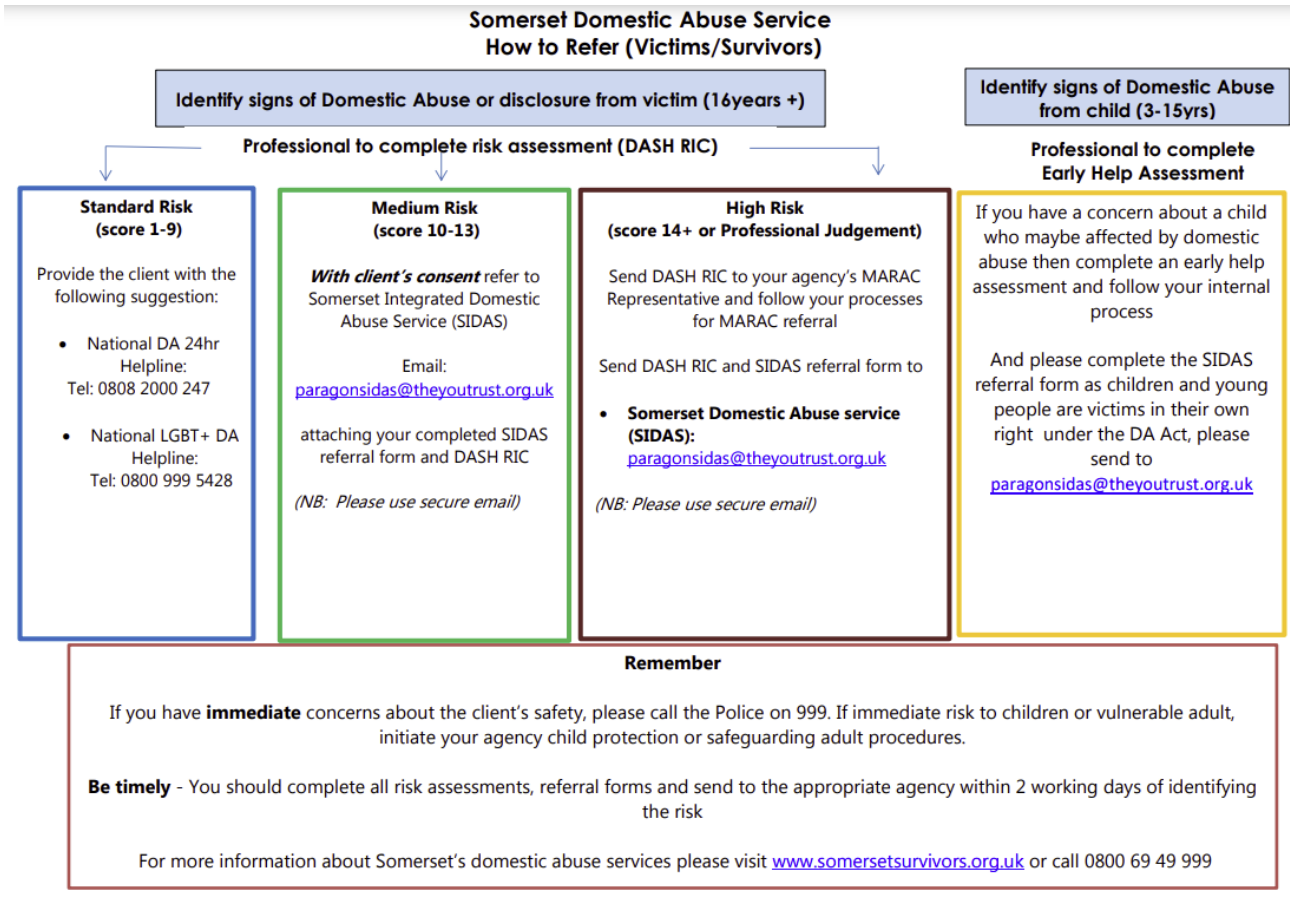 Somerset Domestic Abuse Service
How to Refer (Victims/Survivors)
Identify signs of Domestic Abuse or disclosure from victim (16years +)
Identify signs of Domestic Abuse
from child (3-15yrs)
Professional to complete risk assessment (DASH RIC)
Professional to complete
Early Help Assessment
Standard Risk
(score 1-9)
Provide the client with the
following suggestion:
• National DA 24hr
Helpline:
Tel: 0808 2000 247
• National LGBT+ DA
Helpline:
Tel: 0800 999 5428
Medium Risk
(score 10-13)
With client's consent refer to
Somerset Integrated Domestic
Abuse Service (SIDAS)
Email:
paragonsidas@theyoutrust.org.uk
attaching your completed SIDAS
referral form and DASH RIC
(NB: Please use secure email)
High Risk
(score 14+ or Professional Judgement)
Send DASH RIC to your agency's MARAC
Representative and follow your processes
for MARAC referral
Send DASH RIC and SIDAS referral form to
• Somerset Domestic Abuse service
(SIDAS):
paragonsidas@theyoutrust.org.uk
(NB: Please use secure email)
If you have a concern about a child
who maybe affected by domestic
abuse then complete an early help
assessment and follow your internal
process
And please complete the SIDAS
referral form as children and young
people are victims in their own
right under the DA Act, please
send to
paragonsidas@theyoutrust.org.uk
Remember
If you have immediate concerns about the client's safety, please call the Police on 999. If immediate risk to children or vulnerable adult,
initiate your agency child protection or safeguarding adult procedures.
Be timely - You should complete all risk assessments, referral forms and send to the appropriate agency within 2 working days of identifying
the risk
For more information about Somerset's domestic abuse services please visit www.somersetsurvivors.org.uk or call 0800 69 49 999